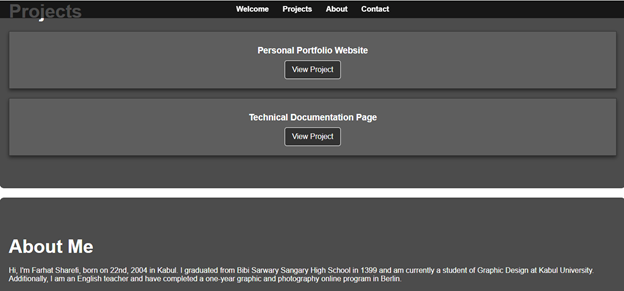 Projects
Welcome Projects About Contact
Personal Portfolio Website
View Project
Technical Documentation Page
View Project
About Me
Hi, I'm Farhat Sharefi, born on 22nd, 2004 in Kabul. I graduated from Bibi Sarwary Sangary High School in 1399 and am currently a student of Graphic Design at Kabul University.
Additionally, I am an English teacher and have completed a one-year graphic and photography online program in Berlin.